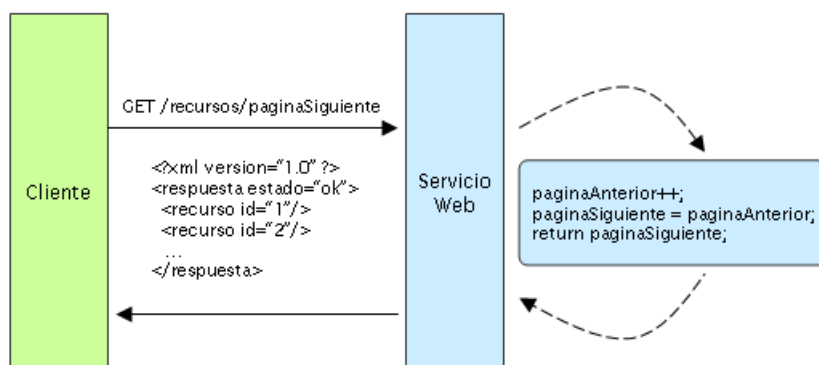 GET /recursos/paginaSiguiente
Cliente
<?xml version="1.0" ?>
<respuesta estado="ok">
<recurso id="1"/>
<recurso id="2"/>
...
</respuesta>
Servicio
Web
paginaAnterior++;
paginaSiguiente = paginaAnterior;
return paginaSiguiente;